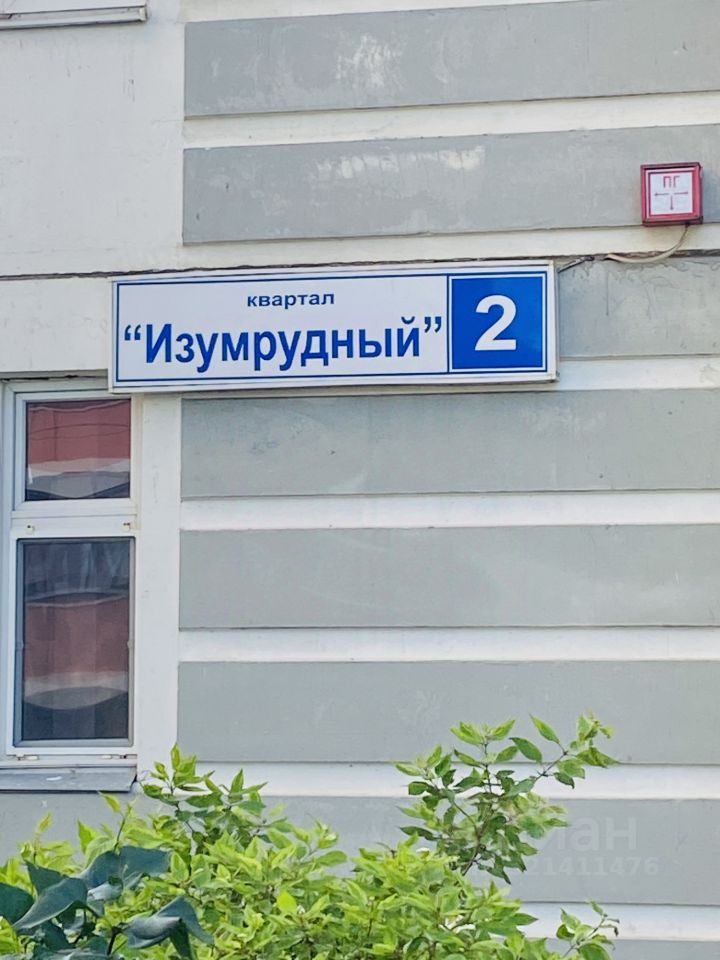 ПГ
квартал
“Изумрудный”
2